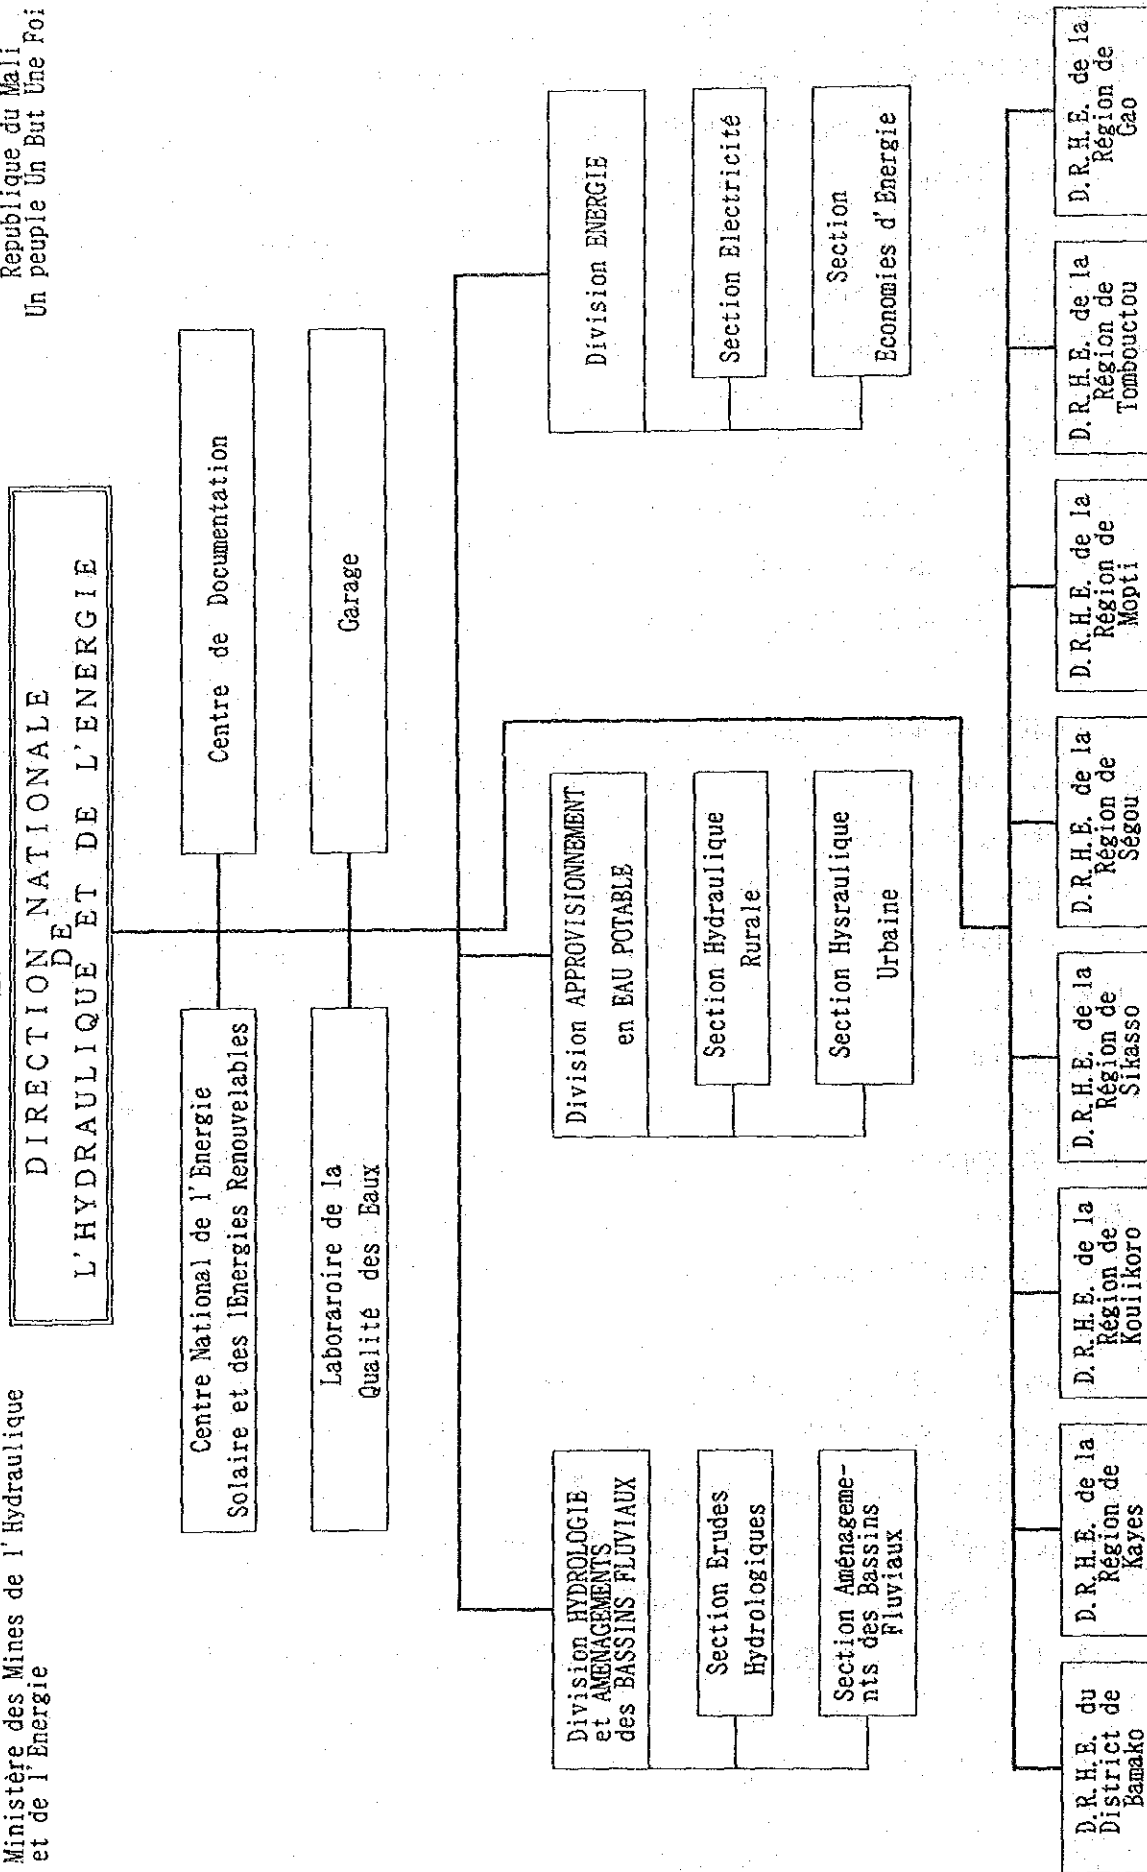 Ministère des Mines de l'Hydraulique
et de l'Energie
Republique du Mali
Un peuple Un But Une Foi
DIRECTION NATIONALE
DE
L'HYDRAULIQUE ET DE L'ENERGIE
Centre National de l'Energie
Solaire et des lEnergies Renouvelables
Centre de Documentation
Laboraroire de la
Qualité des Eaux
Garage
Division HYDROLOGIE
et AMENAGEMENTS
des BASSINS FLUVIAUX
Section Erudes
Hydrologiques
Section Aménageme-
nts des Bassins
Fluviaux
Division APPROVISIONNEMENT
en EAU POTABLE
Section Hydraulique
Rurale
Section Hysraulique
Urbaine
Division ENERGIE
Section Electricité
Section
Economies d'Energie
D.R.H.E. du
District de
Bamako
D.R.H.E. de la
Région de
Kayes
D.R.H.E. de la
Région de
Koulikoro
D.R.H.E. de la
Région de
Sikasso
D.R.H.E. de la
Région de
Ségou
D.R.H.E. de la
Région de
Mopti
D.R.H.E. de la
Région de
Tombouctou
D.R.H.E. de la
Région de
Gao